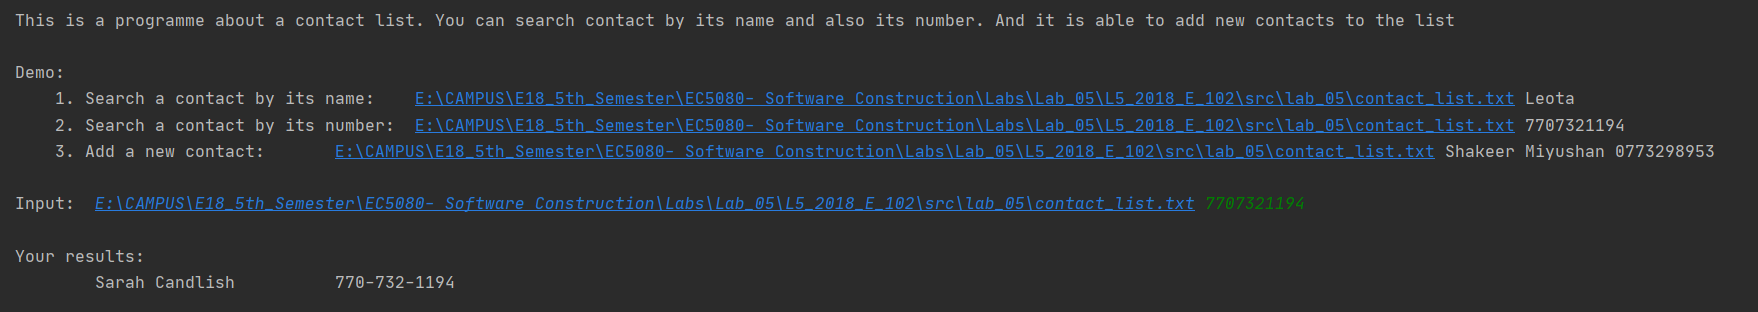 This is a programme about a contact list. You can search contact by its name and also its number. And it is able to add new contacts to the list
Demo:
1. Search a contact by its name: E:\CAMPUS\E18_5th_Semester\EC5080- Software Construction\Labs\Lab_05\L5_2018_E_102\src\lab_05\contact_list.txt Leota
2. Search a contact by its number: E:\CAMPUS\E18_5th_Semester\EC5080- Software Construction\Labs\Lab_05\L5_2018_E_102\src\lab_05\contact_list.txt 7707321194
3. Add a new contact: E:\CAMPUS\E18_5th_Semester\EC5080- Software Construction\Labs\Lab_05\L5_2018_E_102\src\lab_05\contact_list.txt Shakeer Miyushan 0773298953
Input: E:\CAMPUS\E18_5th_Semester\EC5080- Software Construction\Labs\Lab_05\L5_2018_E_102\src\lab_05\contact_list.txt 7707321194
Your results:
Sarah Candlish 770-732-1194